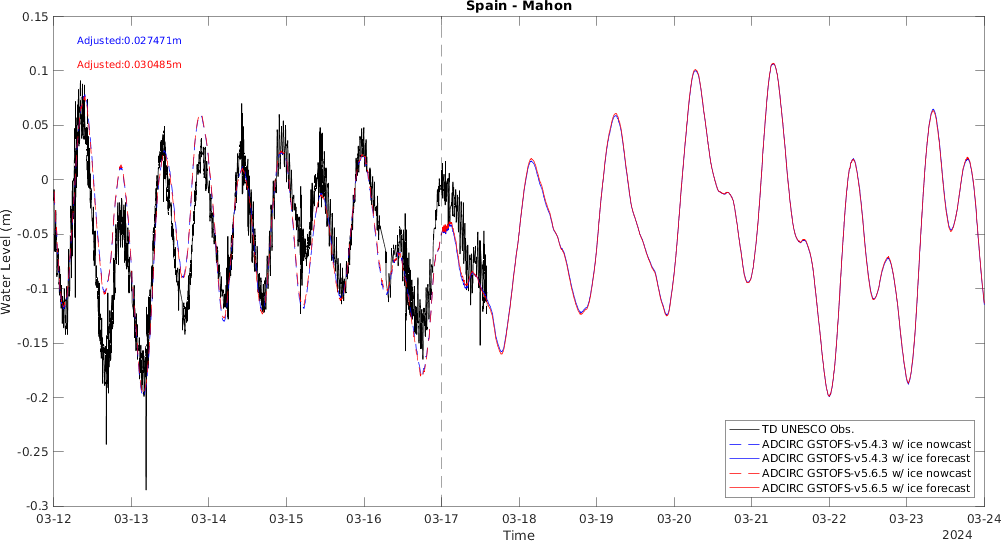 Spain - Mahon
Adjusted:0.027471m
Adjusted:0.030485m
Water Level (m)
0.15
0.1
0.05
0
-0.05
-0.1
-0.15
-0.2
-0.25
-0.3
03-12
03-13
03-14
03-15
03-16
03-17
03-18
03-19
03-20
03-21
03-22
03-23
03-24
Time
2024
TD UNESCO Obs.
ADCIRC GSTOFS-v5.4.3 w/ ice nowcast
ADCIRC GSTOFS-v5.4.3 w/ ice forecast
ADCIRC GSTOFS-v5.6.5 w/ ice nowcast
ADCIRC GSTOFS-v5.6.5 w/ ice forecast